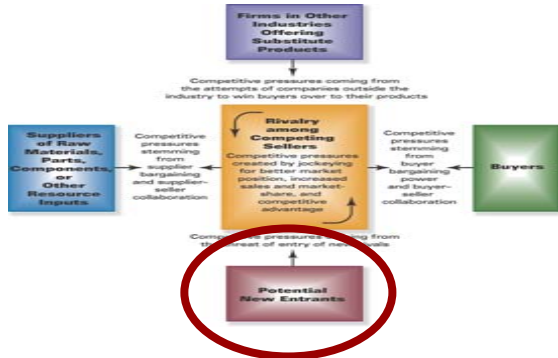 Firms in Other
Industries
Offering
Substitute
Products
Competitive pressures coming from
the attempts of companies outside the
industry to win buyers over to their products
Suppliers
of Raw
Materials,
Parts,
Components,
or
Other
Resource
Inputs
Competitive
pressures
stemming
from
supplier
bargaining
and supplier-
seller
collaboration
Rivalry
among
Competing
Sellers
Competitive pressures
created by jockeying
for better market
position, increased
sales and market-
share, and
competitive
advantage
Competitive
pressures
stemming
from
buyer
bargaining
power
and buyer-
seller
collaboration
Buyers
Competitive pressures coming from
the threat of entry of new rivals
Potential
New Entrants